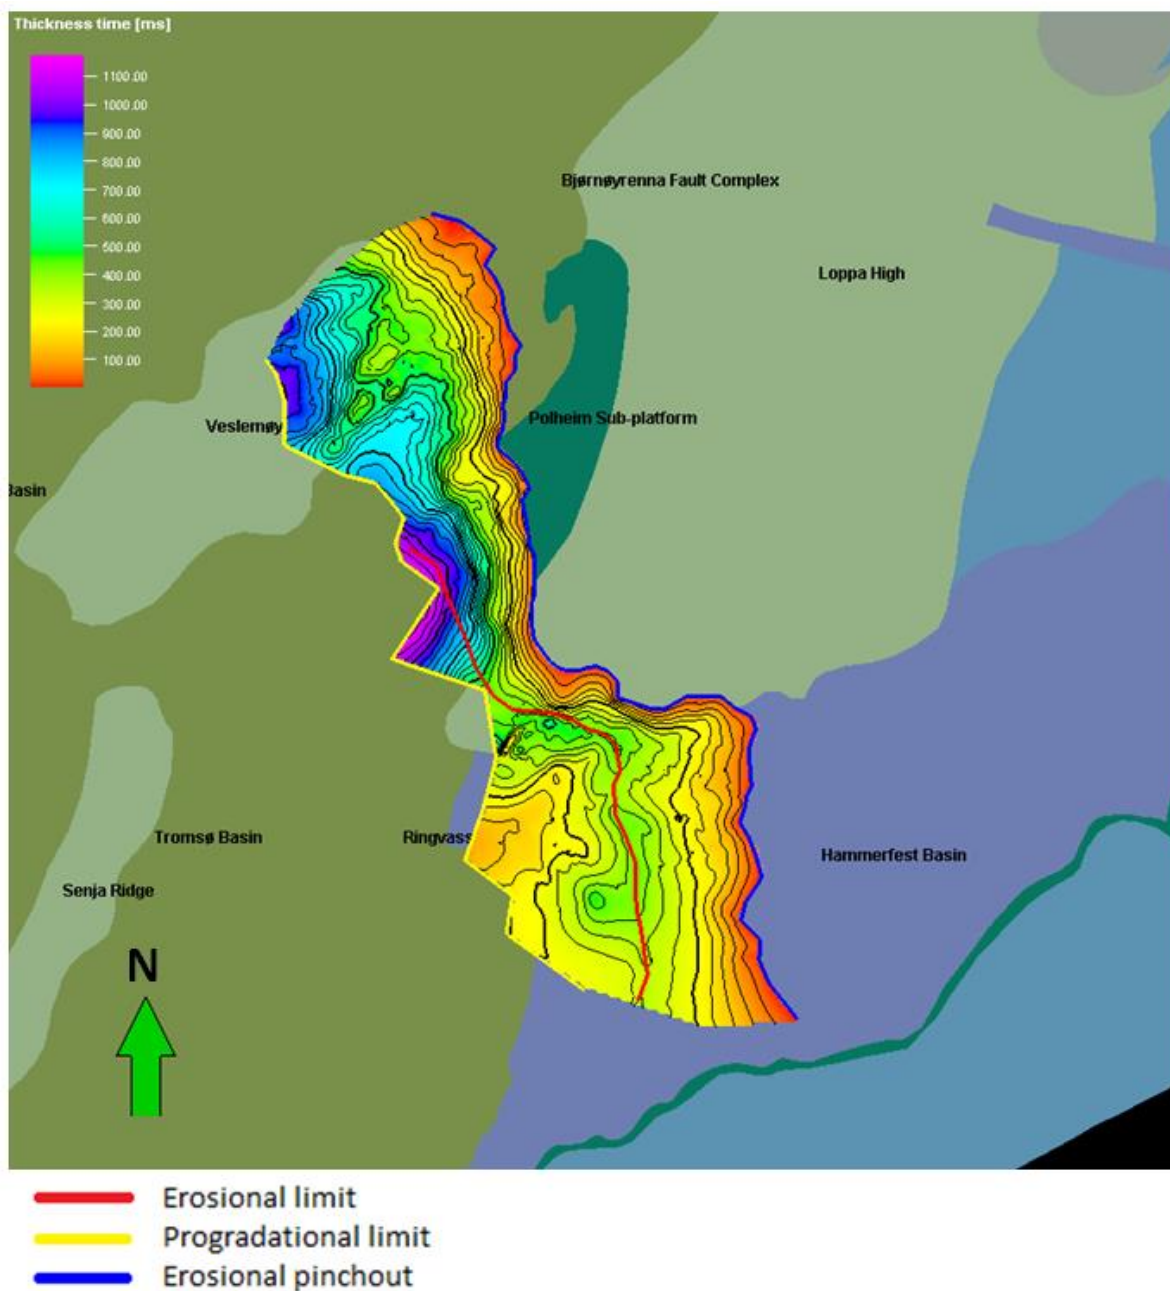 Thickness time [ms]
1100.00
1000.00
900.00
800.00
700.00
600.00
500.00
400.00
300.00
200.00
100.00
Bjørnøyrenna Fault Complex
Loppa High
Polheim Sub-platform
Veslemøy
Basin
Tromsø Basin
Ringvass
Hammerfest Basin
Senja Ridge
N
Erosional limit
Progradational limit
Erosional pinchout